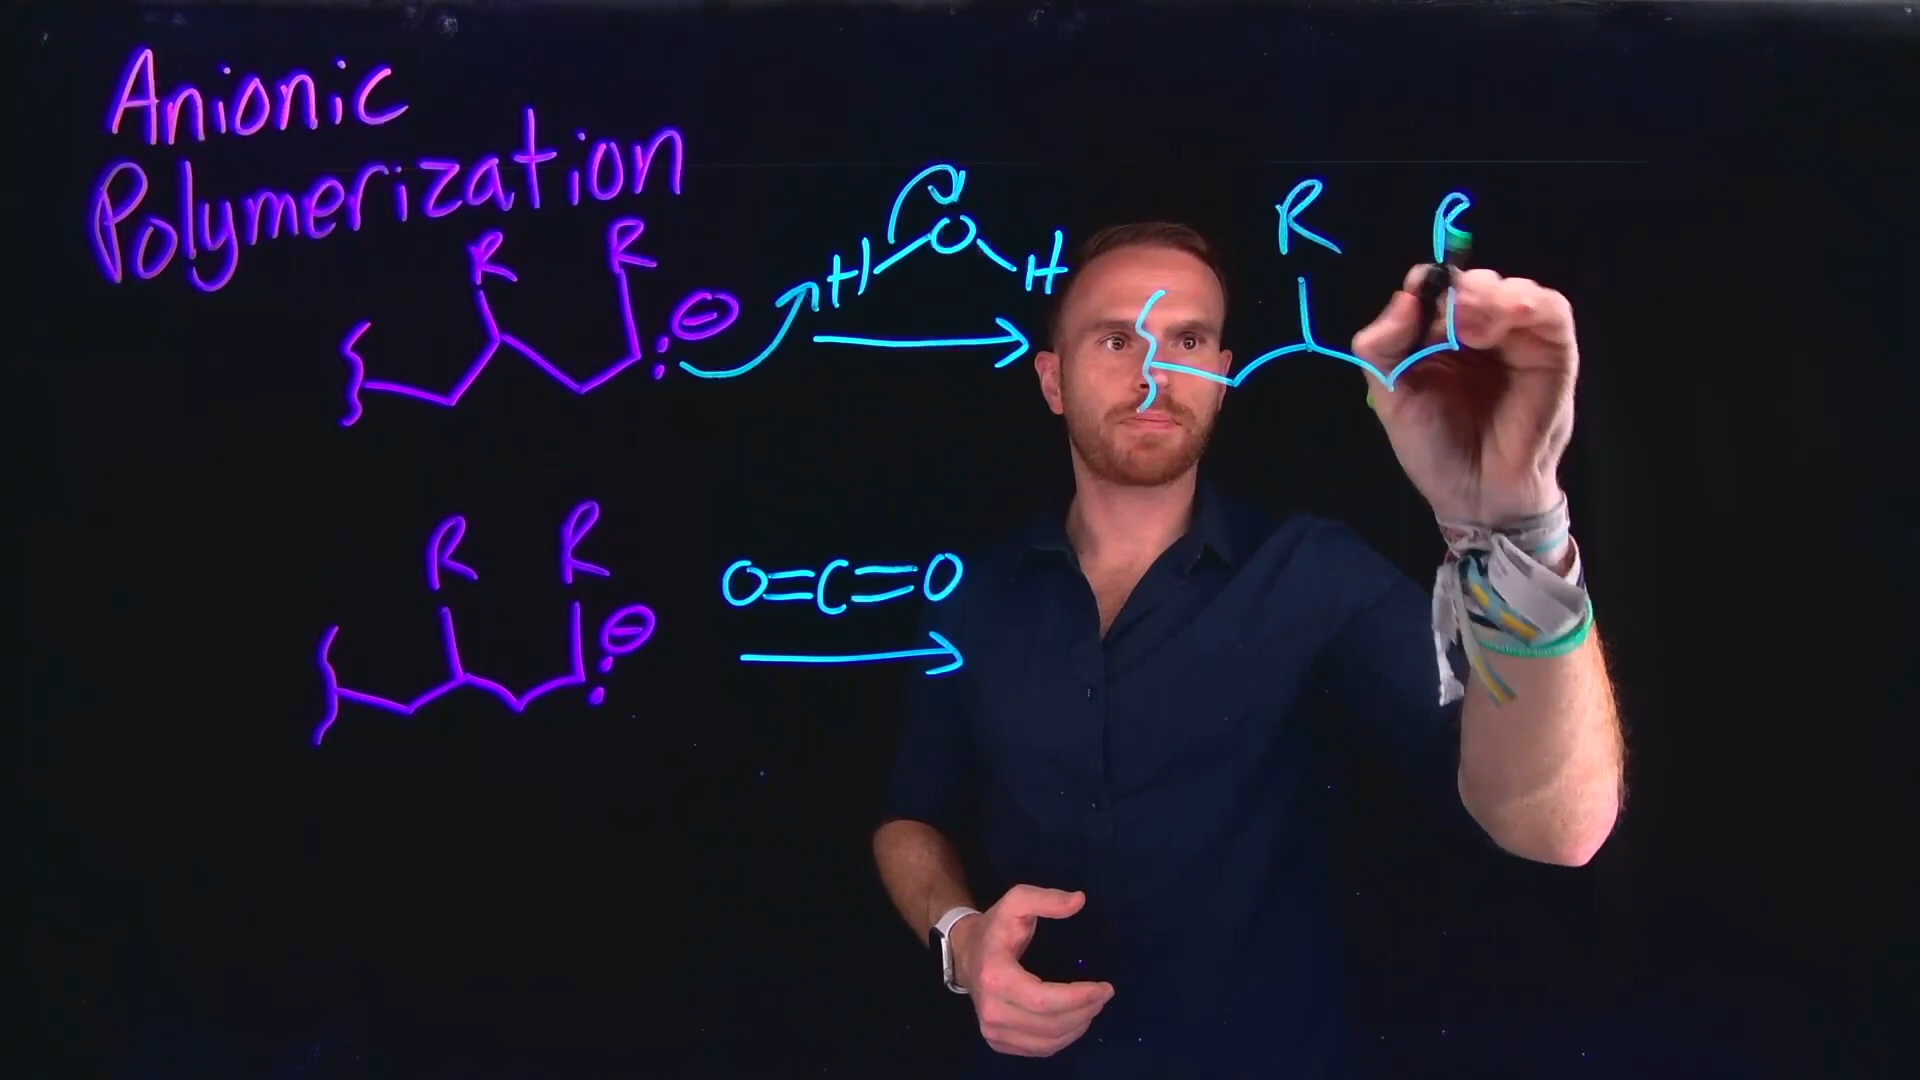 Anionic
Polymerization
R R
⊖
:
H O H
R R
R R
⊖
:
O=C=O